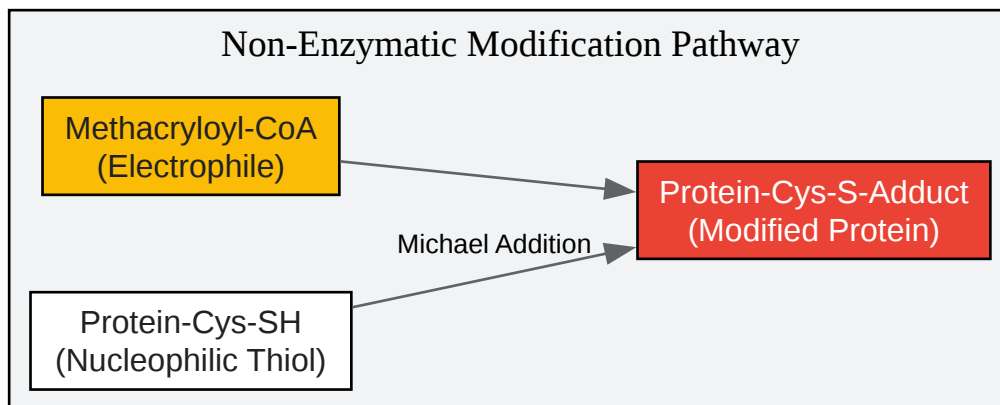 Non-Enzymatic Modification Pathway
Methacryloyl-CoA
(Electrophile)
Protein-Cys-S-Adduct
(Modified Protein)
Michael Addition
Protein-Cys-SH
(Nucleophilic Thiol)